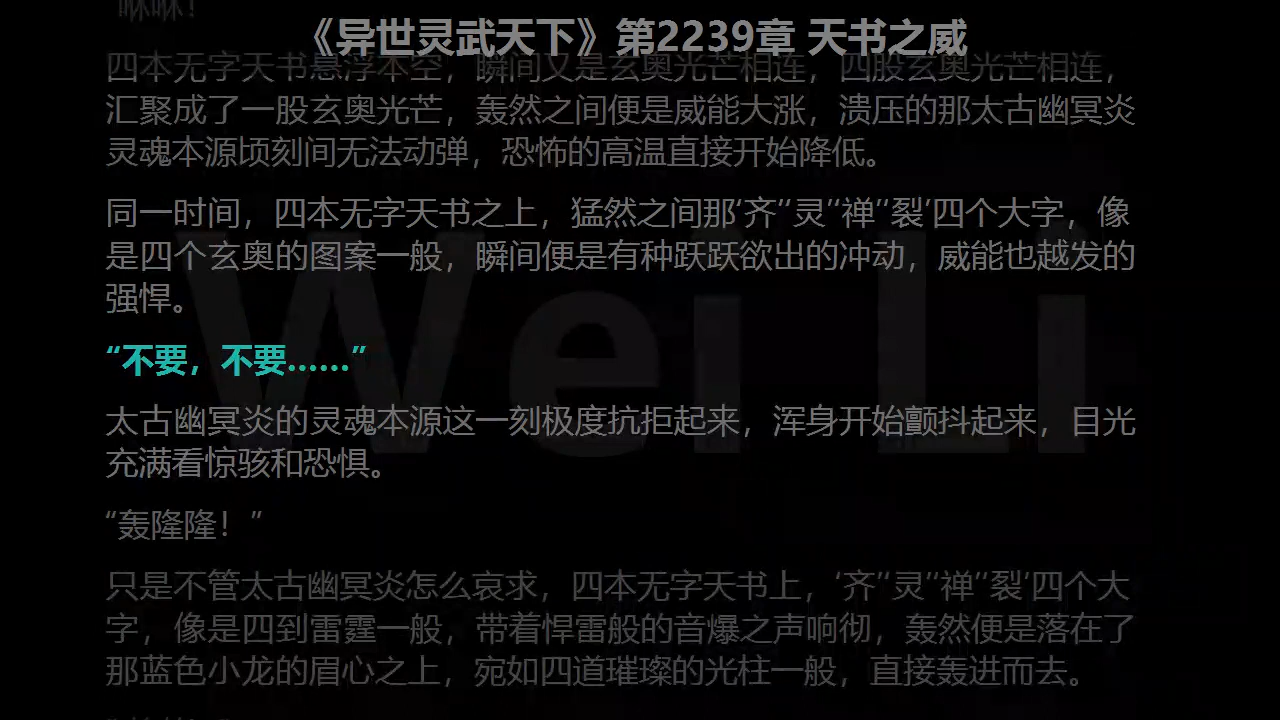 咻咻！
《异世灵武天下》第2239章 天书之威
四本无字天书悬浮本空，瞬间又是玄奥光芒相连，四股玄奥光芒相连，
汇聚成了一股玄奥光芒，轰然之间便是威能大涨，溃压的那太古幽冥炎
灵魂本源顷刻间无法动弹，恐怖的高温直接开始降低。
同一时间，四本无字天书之上，猛然之间那‘齐’‘灵’‘禅’‘裂’四个大字，像
是四个玄奥的图案一般，瞬间便是有种跃跃欲出的冲动，威能也越发的
强悍。
“不要，不要……”
太古幽冥炎的灵魂本源这一刻极度抗拒起来，浑身开始颤抖起来，目光
充满看惊骇和恐惧。
“轰隆隆！”
只是不管太古幽冥炎怎么哀求，四本无字天书上，‘齐’‘灵’‘禅’‘裂’四个大
字，像是四到雷霆一般，带着悍雷般的音爆之声响彻，轰然便是落在了
那蓝色小龙的眉心之上，宛如四道璀璨的光柱一般，直接轰进而去。
Wei Li